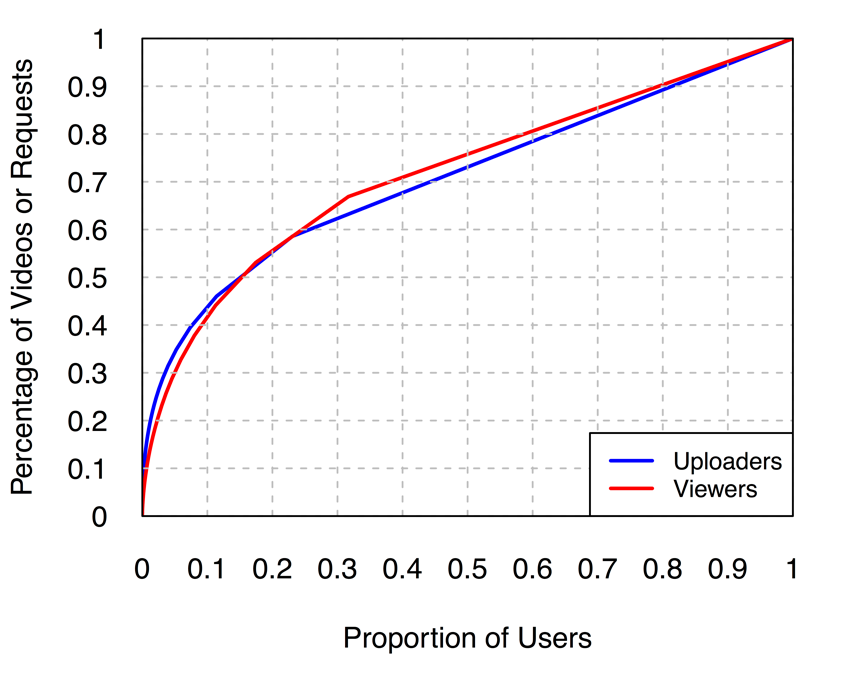 Percentage of Videos or Requests
1
0.9
0.8
0.7
0.6
0.5
0.4
0.3
0.2
0.1
0
Uploaders
Viewers
0 0.1 0.2 0.3 0.4 0.5 0.6 0.7 0.8 0.9 1
Proportion of Users